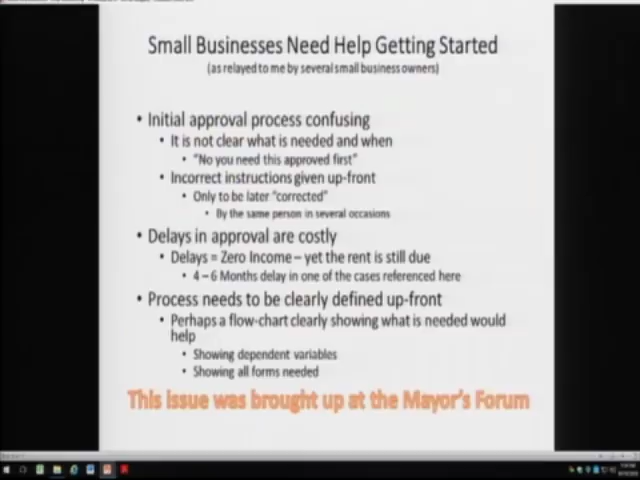 Small Businesses Need Help Getting Started
(as relayed to me by several small business owners)
• Initial approval process confusing
• It is not clear what is needed and when
• "No you need this approved first"
• Incorrect instructions given up-front
• Only to be later "corrected"
• By the same person in several occasions
• Delays in approval are costly
• Delays = Zero Income – yet the rent is still due
• 4 – 6 Months delay in one of the cases referenced here
• Process needs to be clearly defined up-front
• Perhaps a flow-chart clearly showing what is needed would
help
• Showing dependent variables
• Showing all forms needed
This issue was brought up at the Mayor's Forum